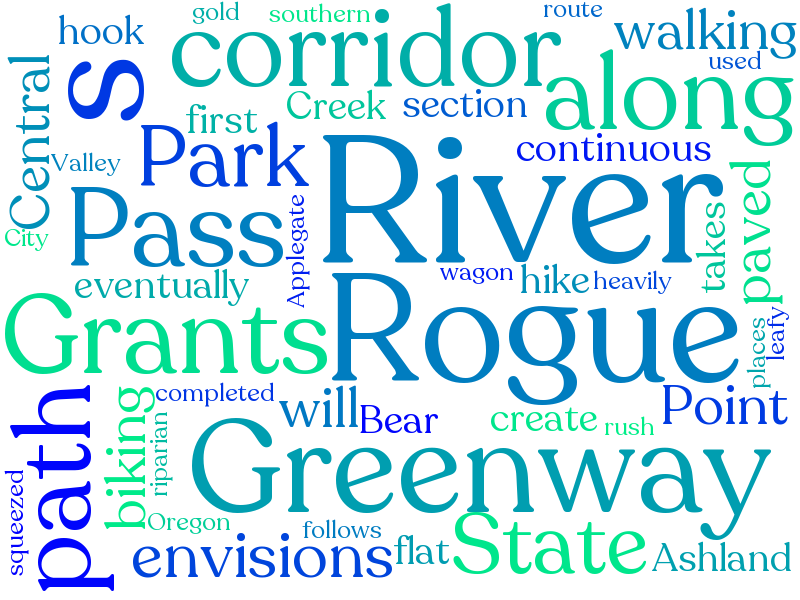 gold
southern
route
hook
walking
corridor
used
Central
S
along
Creek
section
first
Park
continuous
River
Valley
Pass
paved
Applegate
takes
City
wagon
hike
heavily
eventually
Rogue
Grants
places
leafy
completed
path
biking
will
Bear
create
rush
Point
riparian
Greenway
squeezed
Oregon
follows
State
envisions
flat
Ashland